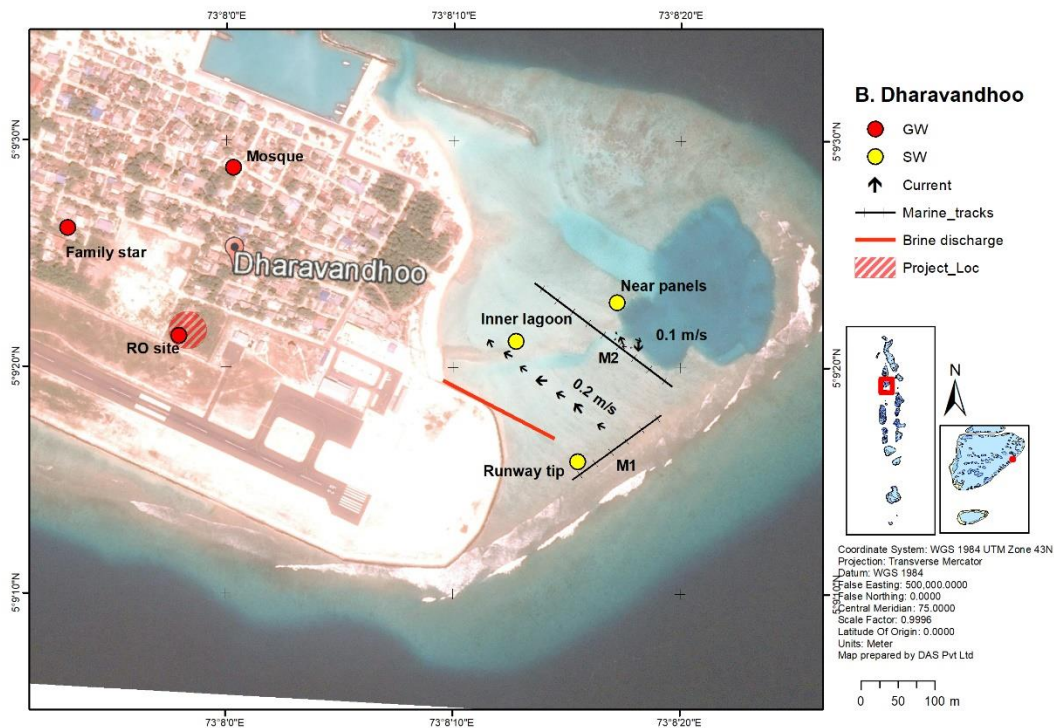 73°8'0"E
73°8'10"E
73°8'20"E
5°9'30"N
5°9'30"N
Mosque
Family star
Dharavandhoo
RO site
Near panels
Inner lagoon
0.1 m/s
M2
0.2 m/s
5°9'20"N
5°9'20"N
Runway tip
M1
5°9'10"N
5°9'10"N
73°8'0"E
73°8'10"E
73°8'20"E
B. Dharavandhoo
GW
SW
Current
Marine_tracks
Brine discharge
Project_Loc
N
Coordinate System: WGS 1984 UTM Zone 43N
Projection: Transverse Mercator
Datum: WGS 1984
False Easting: 500,000.0000
False Northing: 0.0000
Central Meridian: 75.0000
Scale Factor: 0.9996
Latitude Of Origin: 0.0000
Units: Meter
Map prepared by DAS Pvt Ltd
0 50 100 m